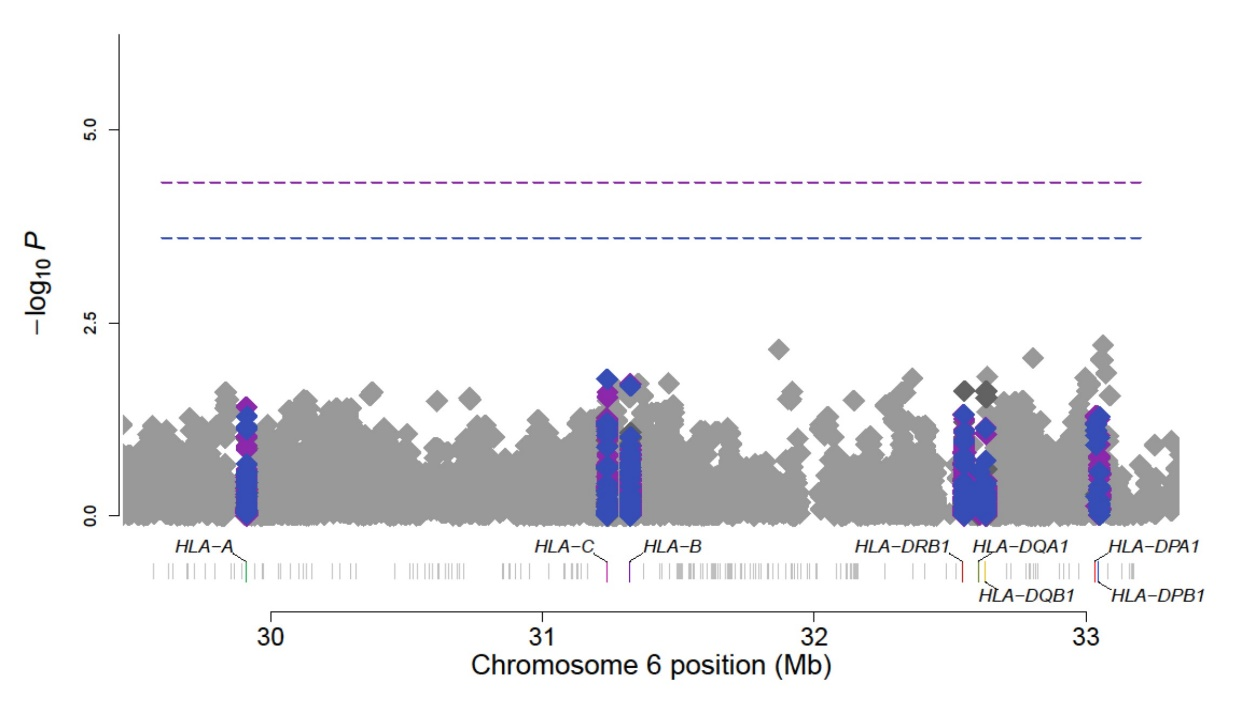 5.0
2.5
0.0
−log10 P
HLA−A
HLA−C
HLA−B
HLA−DRB1
HLA−DQA1
HLA−DPA1
HLA−DQB1
HLA−DPB1
30
31
32
33
Chromosome 6 position (Mb)